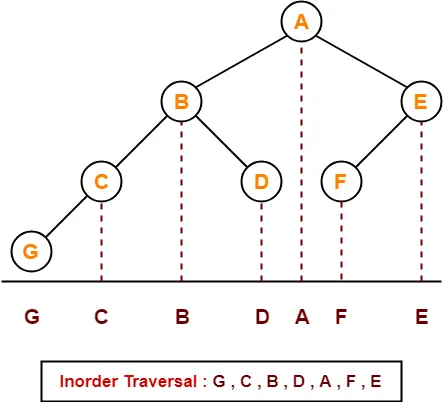 A
B E
C D F
G
G C B D A F E
Inorder Traversal : G , C , B , D , A , F , E